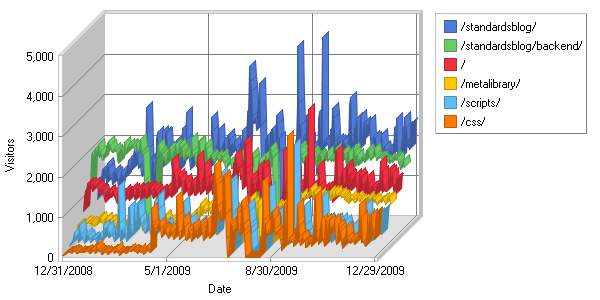 5,000
4,000
3,000
2,000
1,000
0
Visitors
12/31/2008 5/1/2009 8/30/2009 12/29/2009
Date
/standardsblog/
/standardsblog/backend/
/
/metalibrary/
/scripts/
/css/